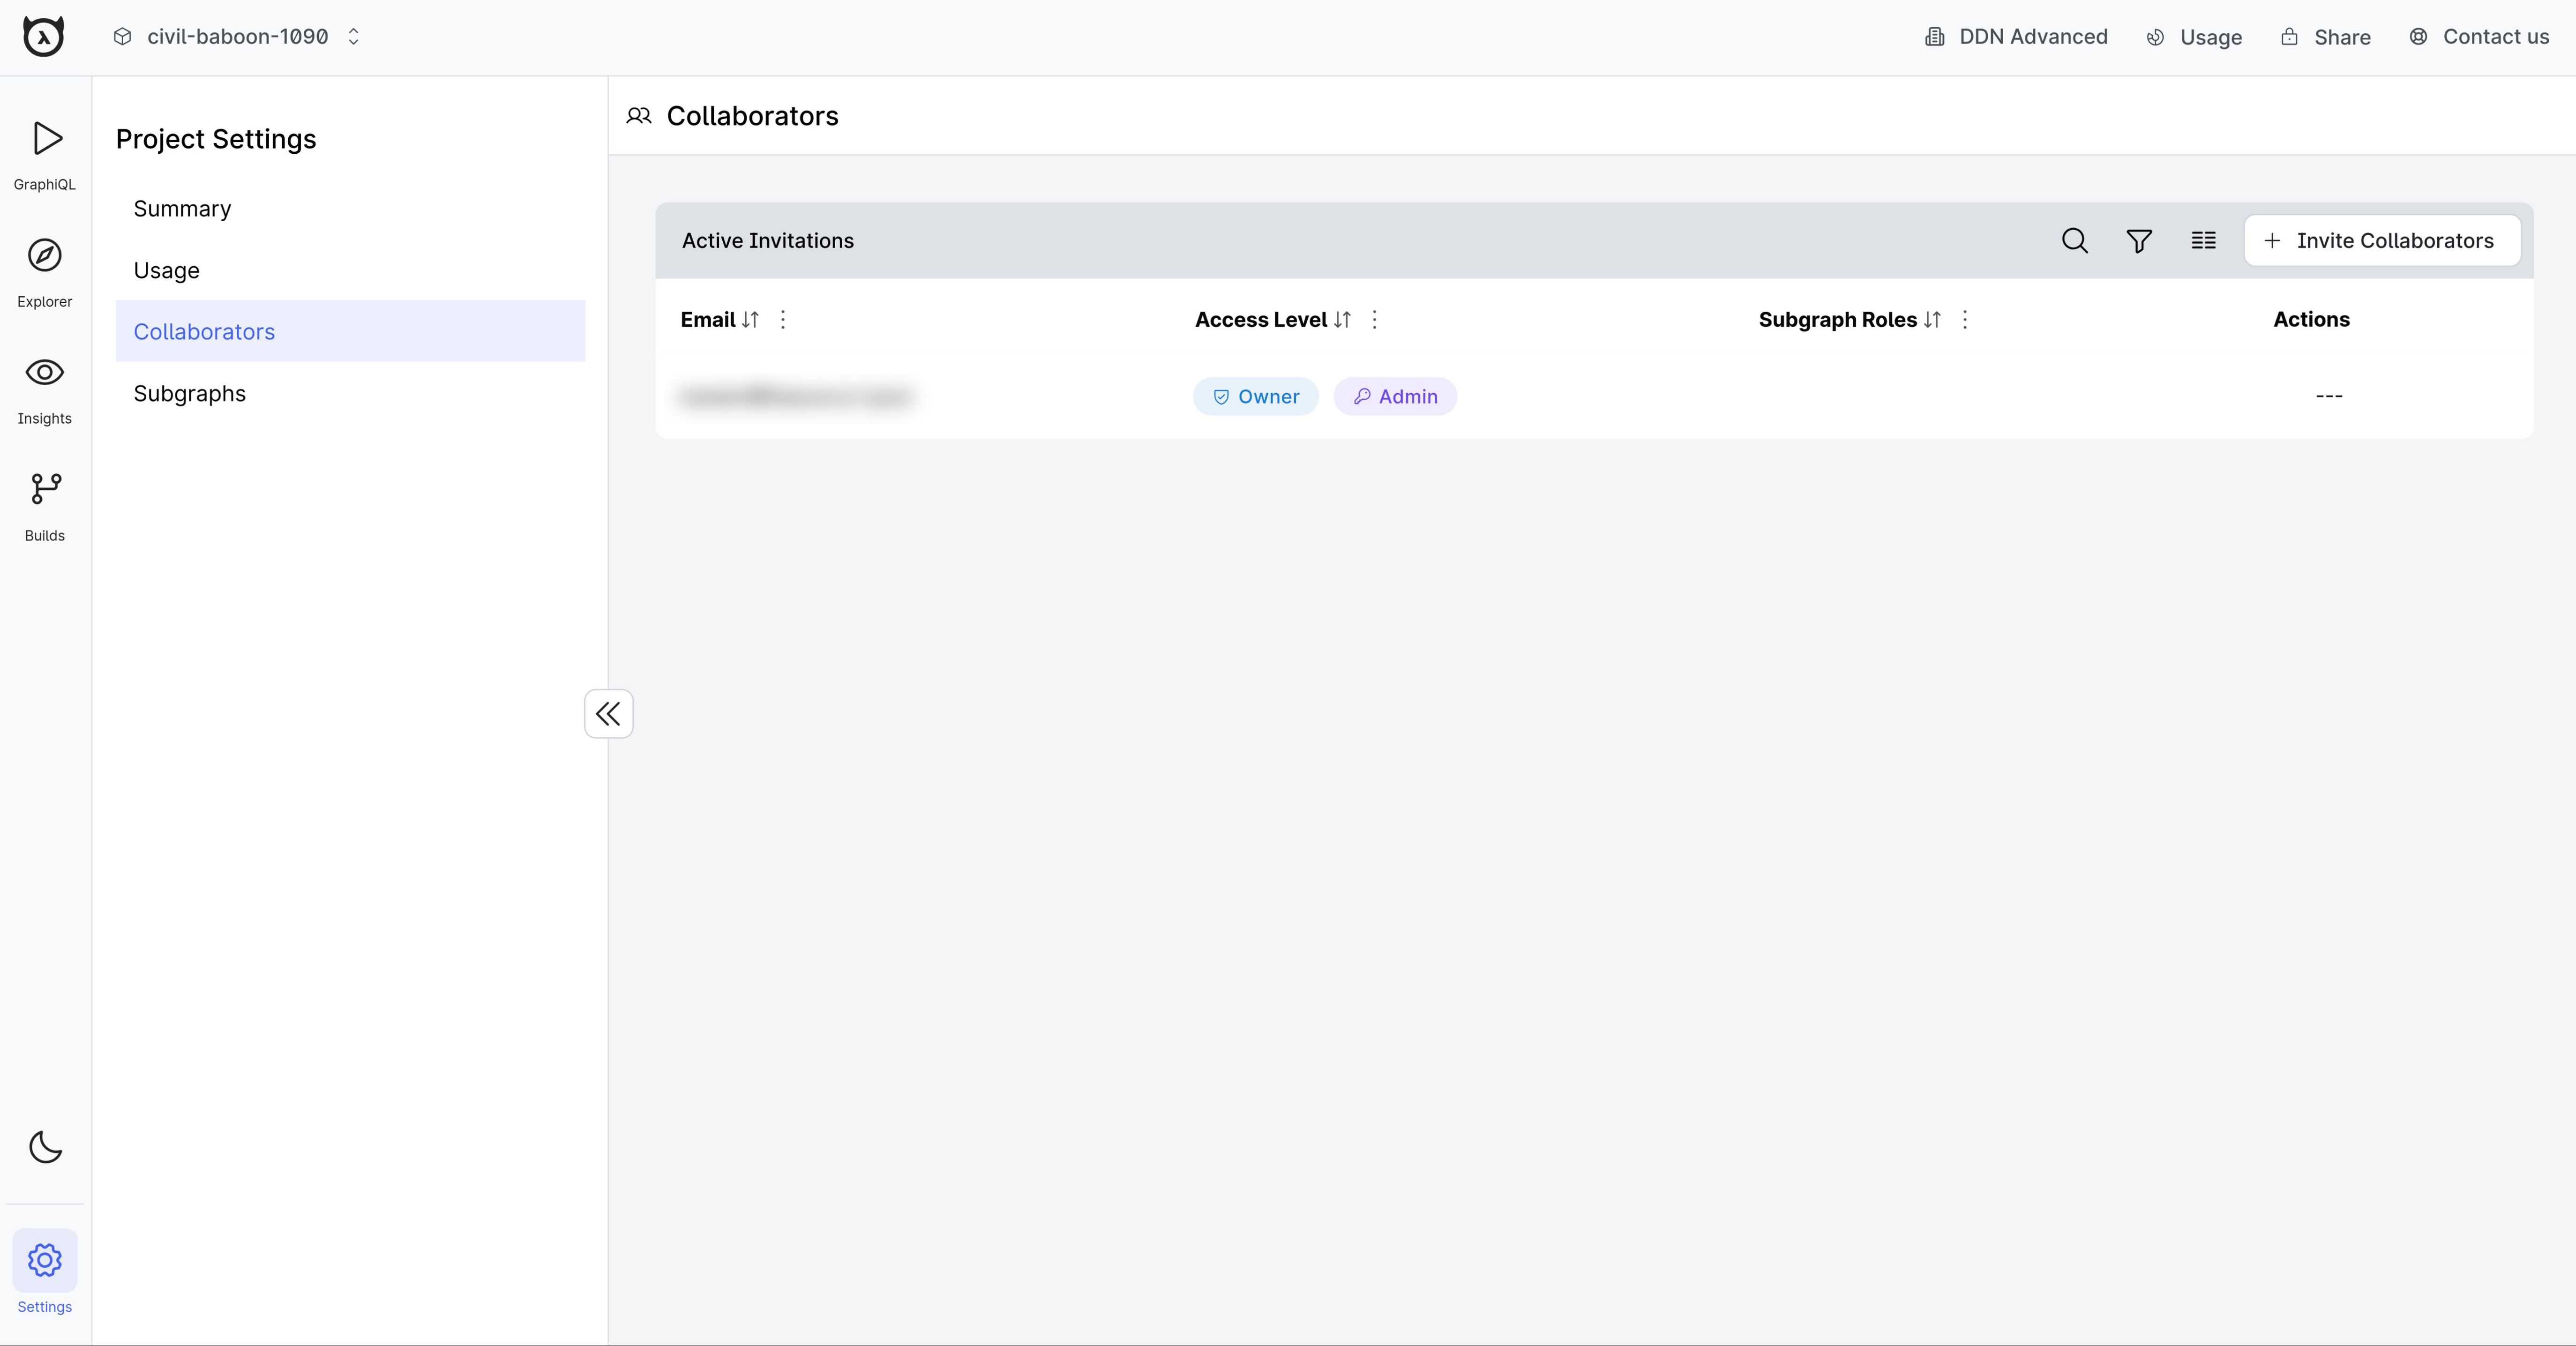 civil-baboon-1090
DDN Advanced
Usage
Share
Contact us
GraphiQL
Explorer
Insights
Builds
Settings
Project Settings
Summary
Usage
Collaborators
Subgraphs
Collaborators
Active Invitations
+ Invite Collaborators
Email
Access Level
Subgraph Roles
Actions
Owner
Admin
---